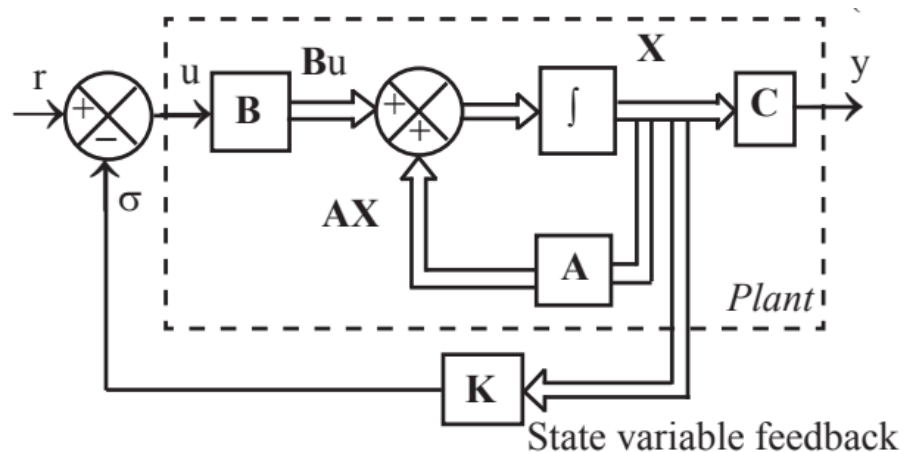 r
+
−
u
B
Bu
+
+
∫
X
C
y
σ
AX
A
Plant
K
State variable feedback